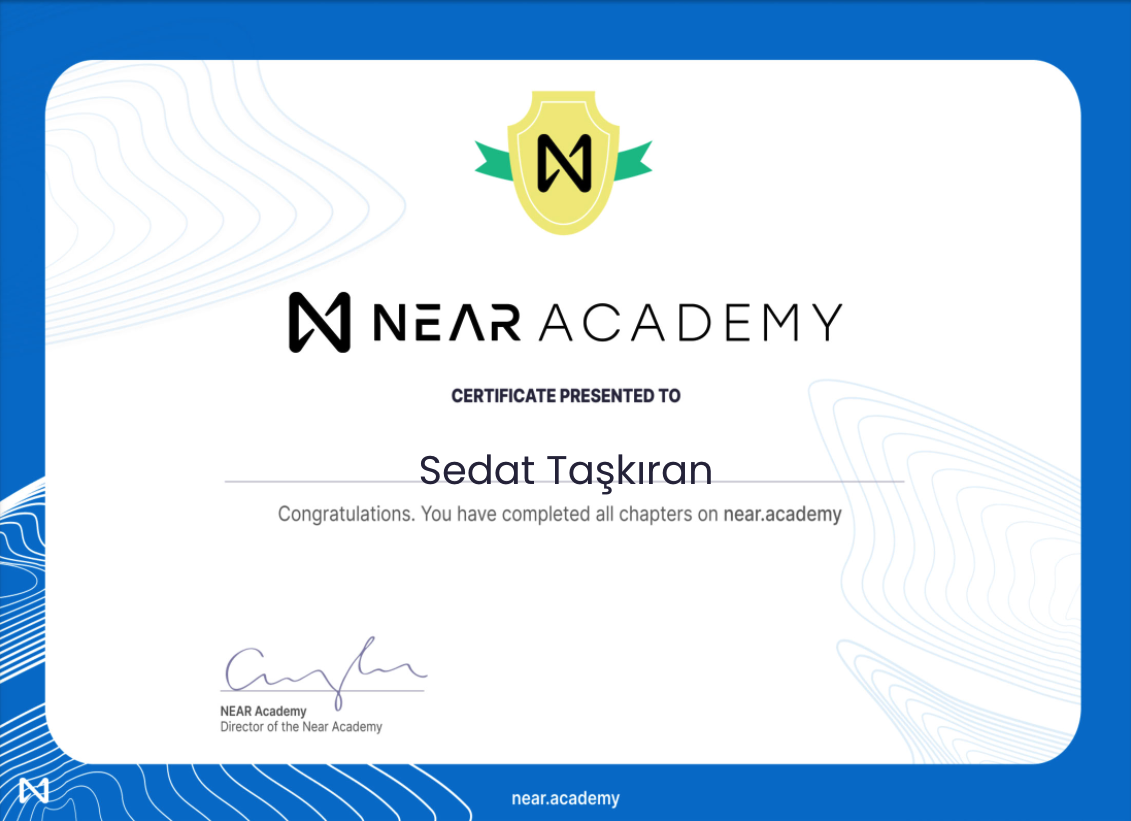 NEAR ACADEMY
CERTIFICATE PRESENTED TO
Sedat Taşkıran
Congratulations. You have completed all chapters on near.academy
NEAR Academy
Director of the Near Academy
near.academy